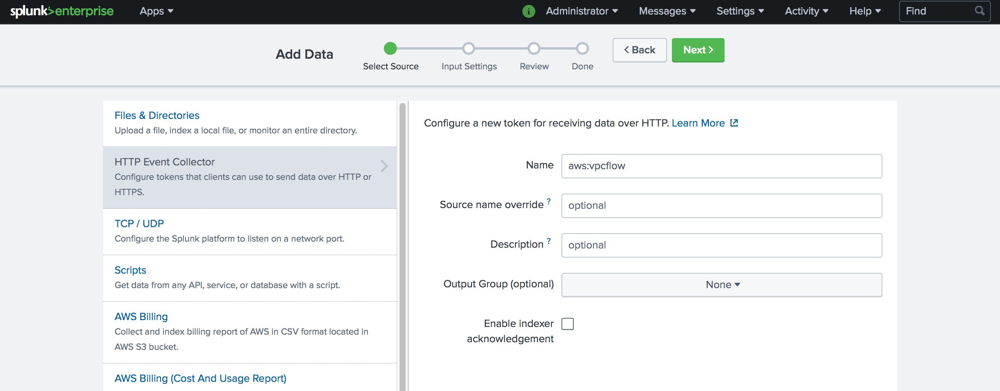 splunk>enterprise Apps Administrator Messages Settings Activity Help Find
Add Data
Select Source Input Settings Review Done
< Back Next >
Files & Directories
Upload a file, index a local file, or monitor an entire directory.
HTTP Event Collector
Configure tokens that clients can use to send data over HTTP or
HTTPS.
TCP / UDP
Configure the Splunk platform to listen on a network port.
Scripts
Get data from any API, service, or database with a script.
AWS Billing
Collect and index billing report of AWS in CSV format located in
AWS S3 bucket.
AWS Billing (Cost And Usage Report)
Configure a new token for receiving data over HTTP. Learn More
Name aws:vpcflow
Source name override ? optional
Description ? optional
Output Group (optional) None
Enable indexer
acknowledgement